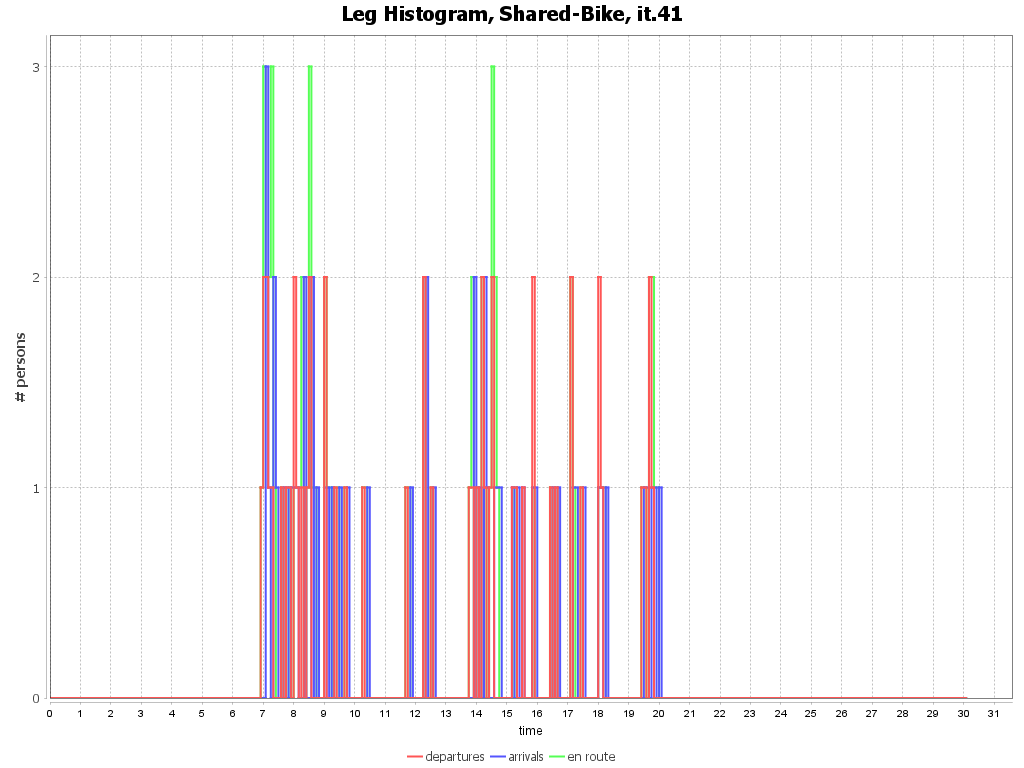 Leg Histogram, Shared-Bike, it.41
3
2
1
0
# persons
0 1 2 3 4 5 6 7 8 9 10 11 12 13 14 15 16 17 18 19 20 21 22 23 24 25 26 27 28 29 30 31
time
departures arrivals en route